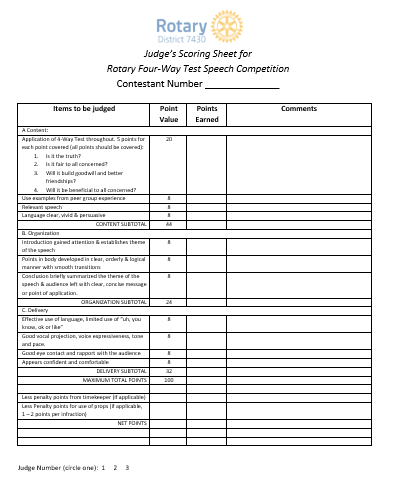 Rotary
District 7430
Judge's Scoring Sheet for
Rotary Four-Way Test Speech Competition
Contestant Number _______________
Items to be judged Point Value Points Earned Comments
A Content:
Application of 4-Way Test throughout. 5 points for 20
each point covered (all points should be covered):
1. Is it the truth?
2. Is it fair to all concerned?
3. Will it build goodwill and better
friendships?
4. Will it be beneficial to all concerned?
Use examples from peer group experience 8
Relevant speech 8
Language clear, vivid & persuasive 8
CONTENT SUBTOTAL 44
B. Organization
Introduction gained attention & establishes theme 8
of the speech
Points in body developed in clear, orderly & logical 8
manner with smooth transitions
Conclusion briefly summarized the theme of the 8
speech & audience left with clear, concise message
or point of application.
ORGANIZATION SUBTOTAL 24
C. Delivery
Effective use of language, limited use of "uh, you 8
know, ok or like"
Good vocal projection, voice expressiveness, tone 8
and pace.
Good eye contact and rapport with the audience 8
Appears confident and comfortable 8
DELIVERY SUBTOTAL 32
MAXIMUM TOTAL POINTS 100
Less penalty points from timekeeper (if applicable)
Less Penalty points for use of props (if applicable,
1 – 2 points per infraction)
NET POINTS
Judge Number (circle one): 1 2 3